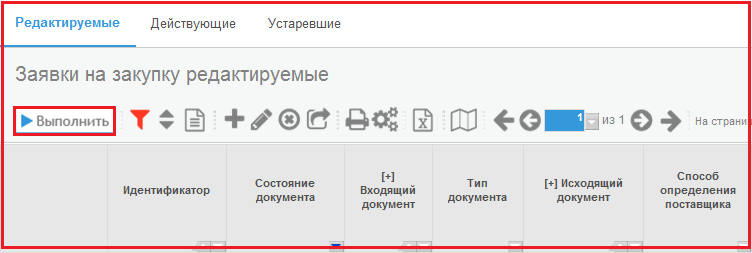 Редактируемые Действующие Устаревшие
Заявки на закупку редактируемые
Выполнить 1 из 1 На страни
Идентификатор
Состояние документа
[+] Входящий документ
Тип документа
[+] Исходящий документ
Способ определения поставщика